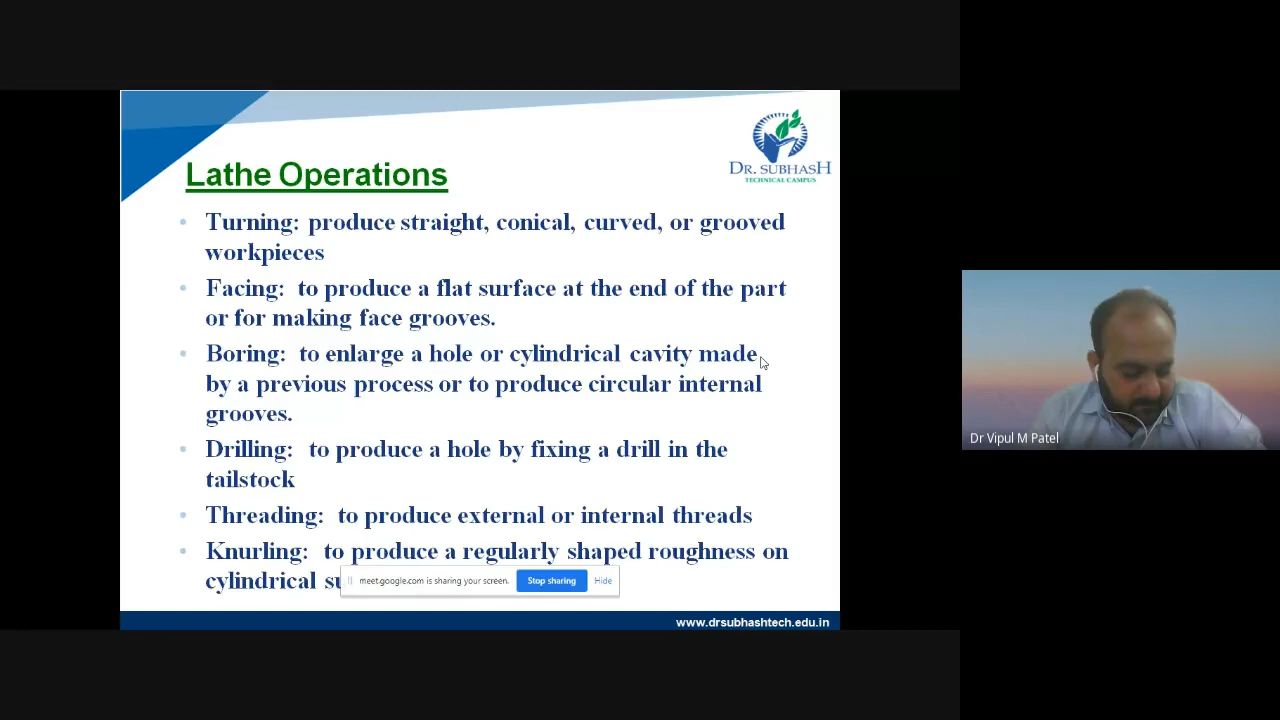 DR. SUBHASH
TECHNICAL CAMPUS
Lathe Operations
• Turning: produce straight, conical, curved, or grooved
workpieces
• Facing: to produce a flat surface at the end of the part
or for making face grooves.
• Boring: to enlarge a hole or cylindrical cavity made
by a previous process or to produce circular internal
grooves.
• Drilling: to produce a hole by fixing a drill in the
tailstock
• Threading: to produce external or internal threads
• Knurling: to produce a regularly shaped roughness on
cylindrical
meet.google.com is sharing your screen. Stop sharing Hide
www.drsubhashtech.edu.in
Dr Vipul M Patel